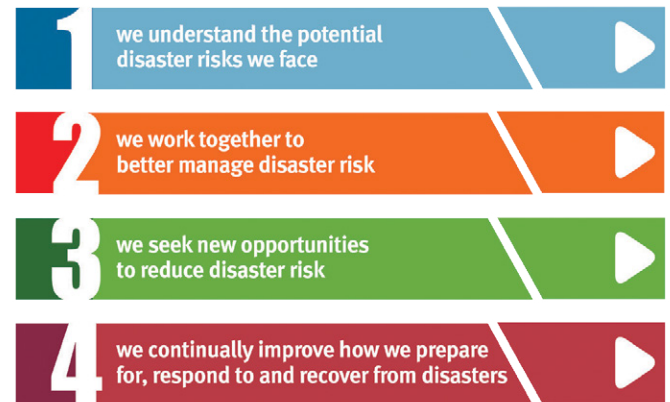 1
we understand the potential
disaster risks we face
2
we work together to
better manage disaster risk
3
we seek new opportunities
to reduce disaster risk
4
we continually improve how we prepare
for, respond to and recover from disasters